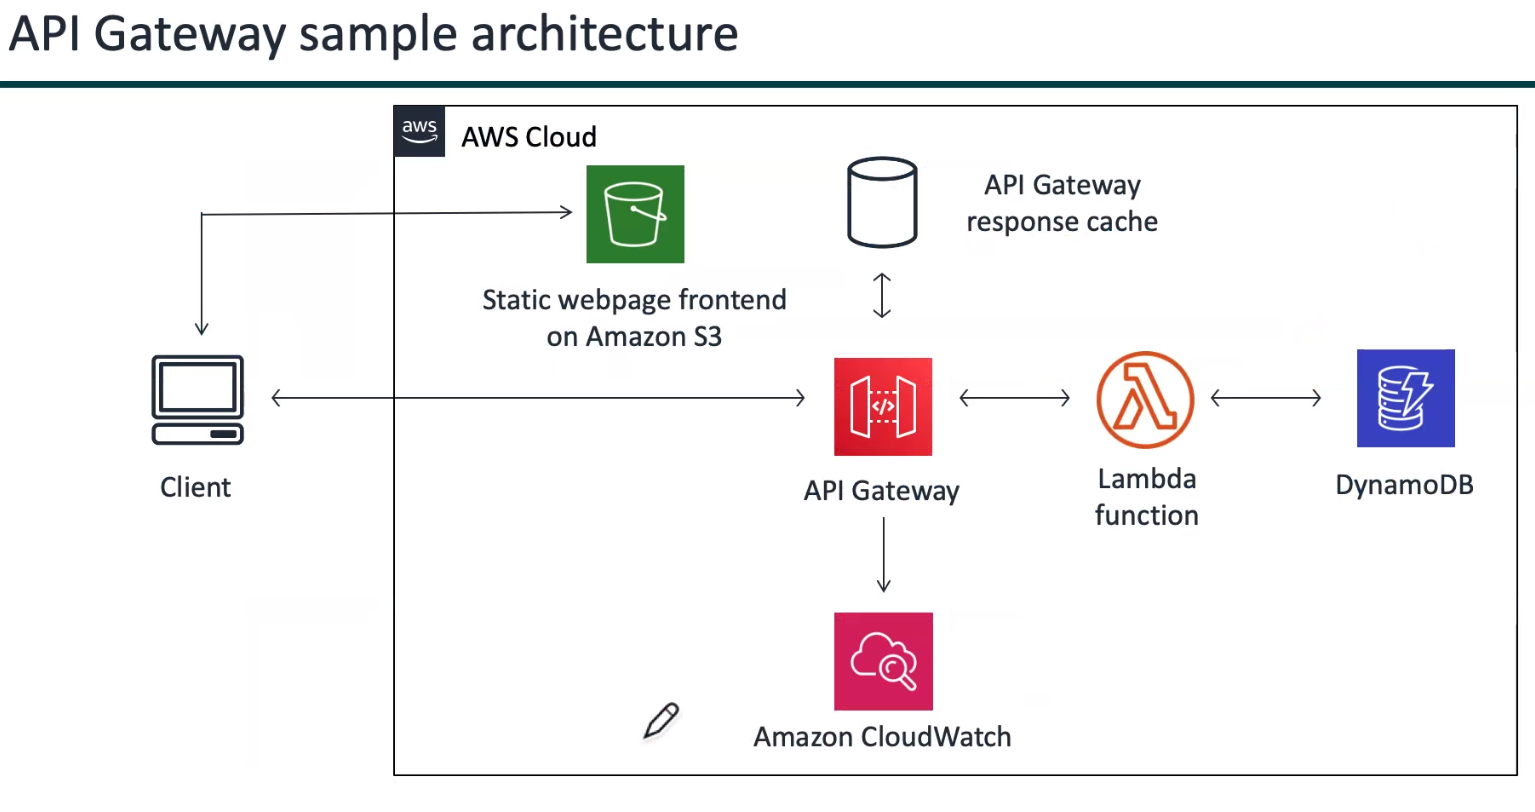 API Gateway sample architecture
aws
AWS Cloud
API Gateway
response cache
Static webpage frontend
on Amazon S3
</>
Client
API Gateway
Lambda
function
DynamoDB
Amazon CloudWatch